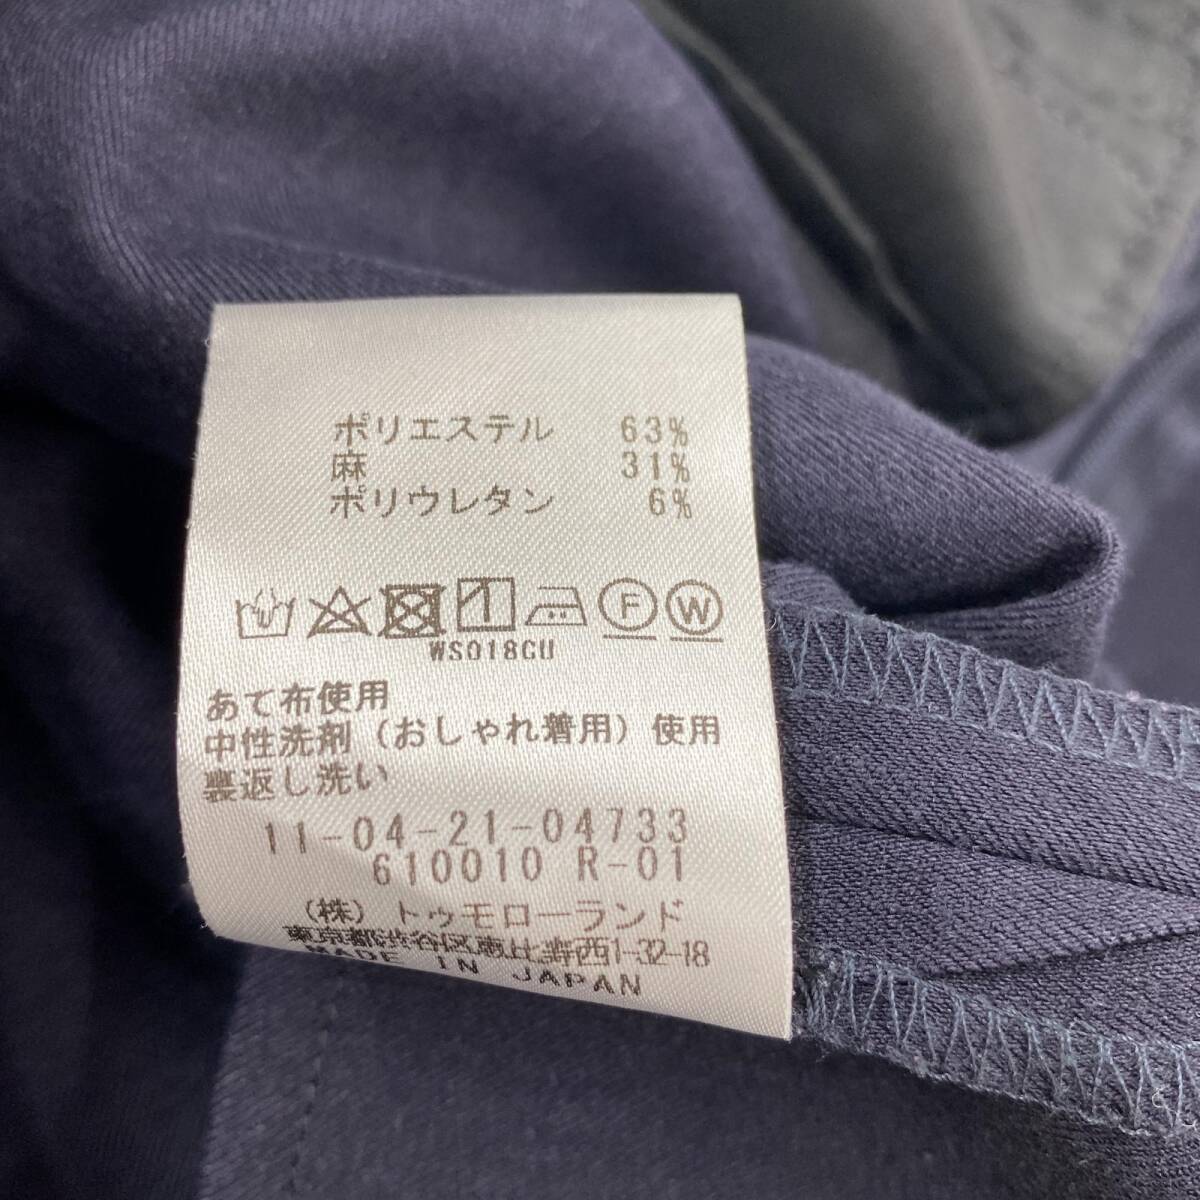 ポリエステル 63%
麻 31%
ポリウレタン 6%
F W
WS018CU
あて布使用
中性洗剤（おしゃれ着用）使用
裏返し洗い
11-04-21-04733
610010 R-01
（株）トゥモローランド
東京都渋谷区恵比寿西1-32-18
MADE IN JAPAN